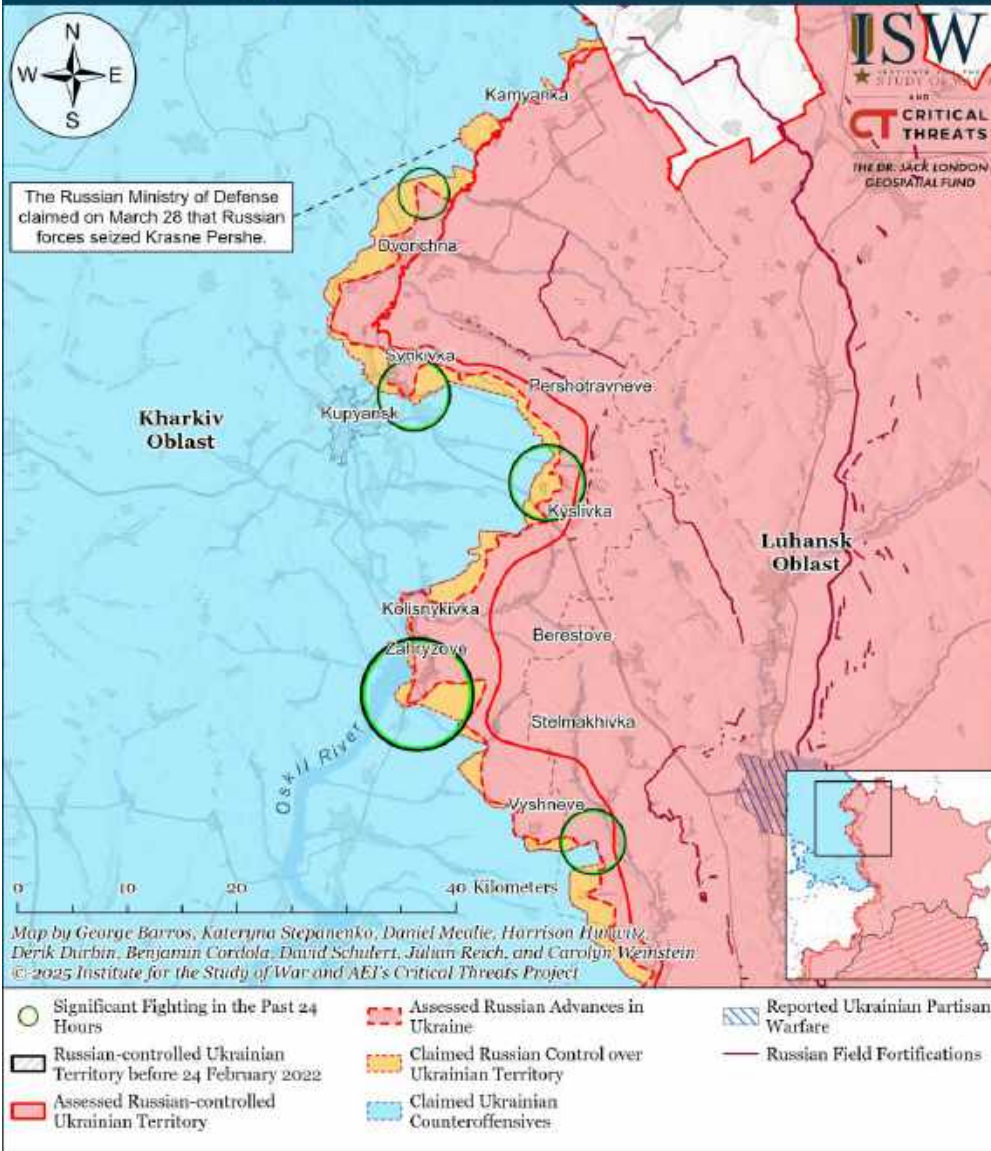 N
W E
S
ISW
INSTITUTE FOR THE
STUDY OF WAR
AND
CT CRITICAL
THREATS
THE DR. JACK LONDON
GEOSPATIAL FUND
Kamyanka
The Russian Ministry of Defense
claimed on March 28 that Russian
forces seized Krasne Pershe.
Dvorichna
Synkivka
Pershotravneve
Kupyansk
Kharkiv
Oblast
Kyslivka
Luhansk
Oblast
Kolisnykivka
Berestove
Zahryzove
Stelmakhivka
Oskil River
Vyshneve
0 10 20 40 Kilometers
Map by George Barros, Kateryna Stepanenko, Daniel Mealie, Harrison Hurwitz,
Derik Durbin, Benjamin Cordola, David Schulert, Julian Reich, and Carolyn Weinstein
© 2025 Institute for the Study of War and AEI's Critical Threats Project
Significant Fighting in the Past 24
Hours
Russian-controlled Ukrainian
Territory before 24 February 2022
Assessed Russian-controlled
Ukrainian Territory
Assessed Russian Advances in
Ukraine
Claimed Russian Control over
Ukrainian Territory
Claimed Ukrainian
Counteroffensives
Reported Ukrainian Partisan
Warfare
Russian Field Fortifications